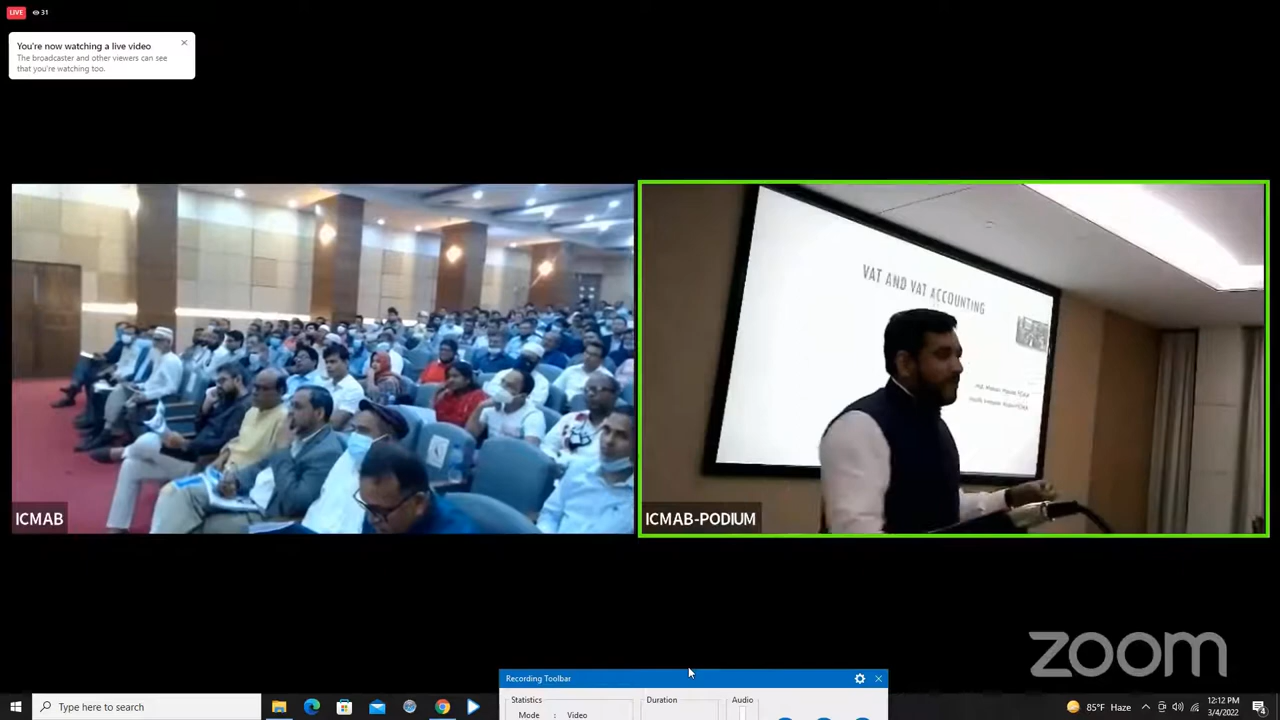 LIVE 31
You're now watching a live video
The broadcaster and other viewers can see
that you're watching too.
VAT AND VAT ACCOUNTING
ICMAB
ICMAB-PODIUM
zoom
Recording Toolbar
Statistics
Duration
Audio
Mode : Video
Type here to search
85°F Haze
12:12 PM
3/4/2022
4